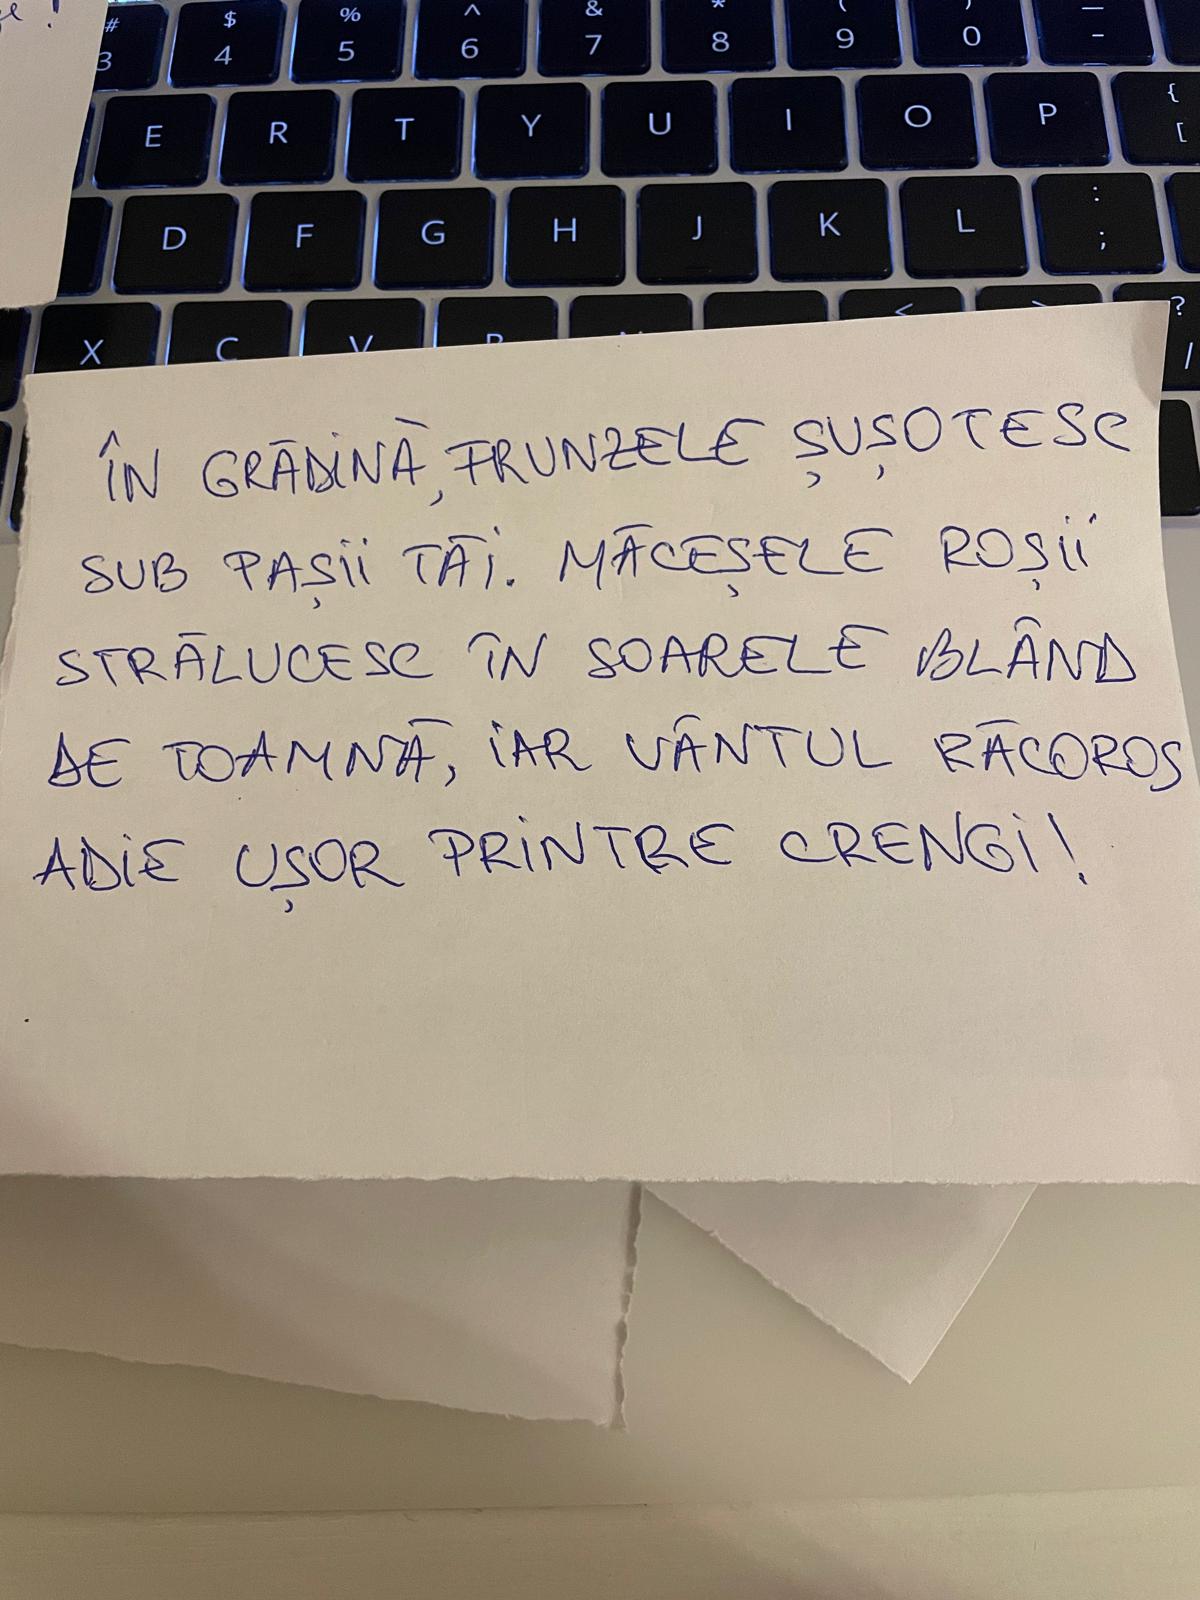 e!
# $ % ^ & * ( ) — 
3 4 5 6 7 8 9 0 -
E R T Y U I O P { [
D F G H J K L : ;
X C V < > ? /
ÎN GRĂDINĂ, FRUNZELE ȘUȘOTESC
SUB PAȘII TĂI. MĂCEȘELE ROȘII
STRĂLUCESC ÎN SOARELE BLÂND
DE TOAMNĂ, IAR VÂNTUL RĂCOROS
ADIE UȘOR PRINTRE CRENGI!